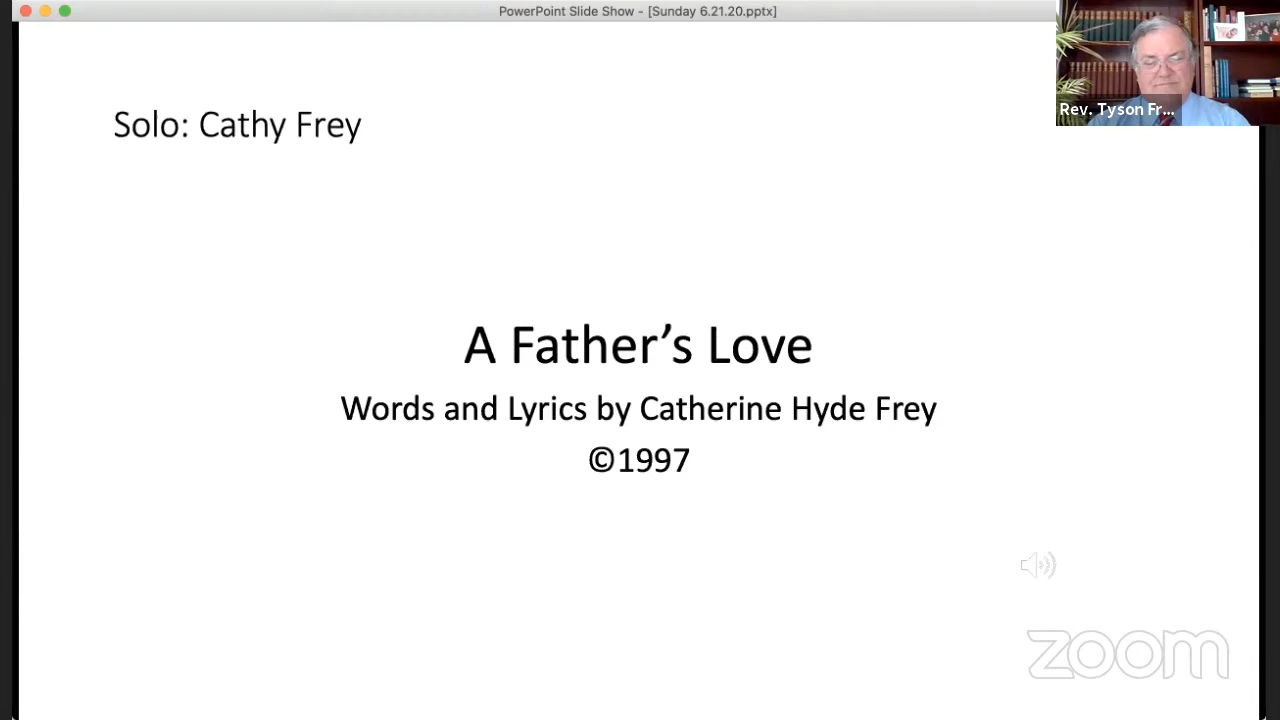 PowerPoint Slide Show - [Sunday 6.21.20.pptx]
Rev. Tyson Fr...
Solo: Cathy Frey
A Father’s Love
Words and Lyrics by Catherine Hyde Frey
©1997
zoom